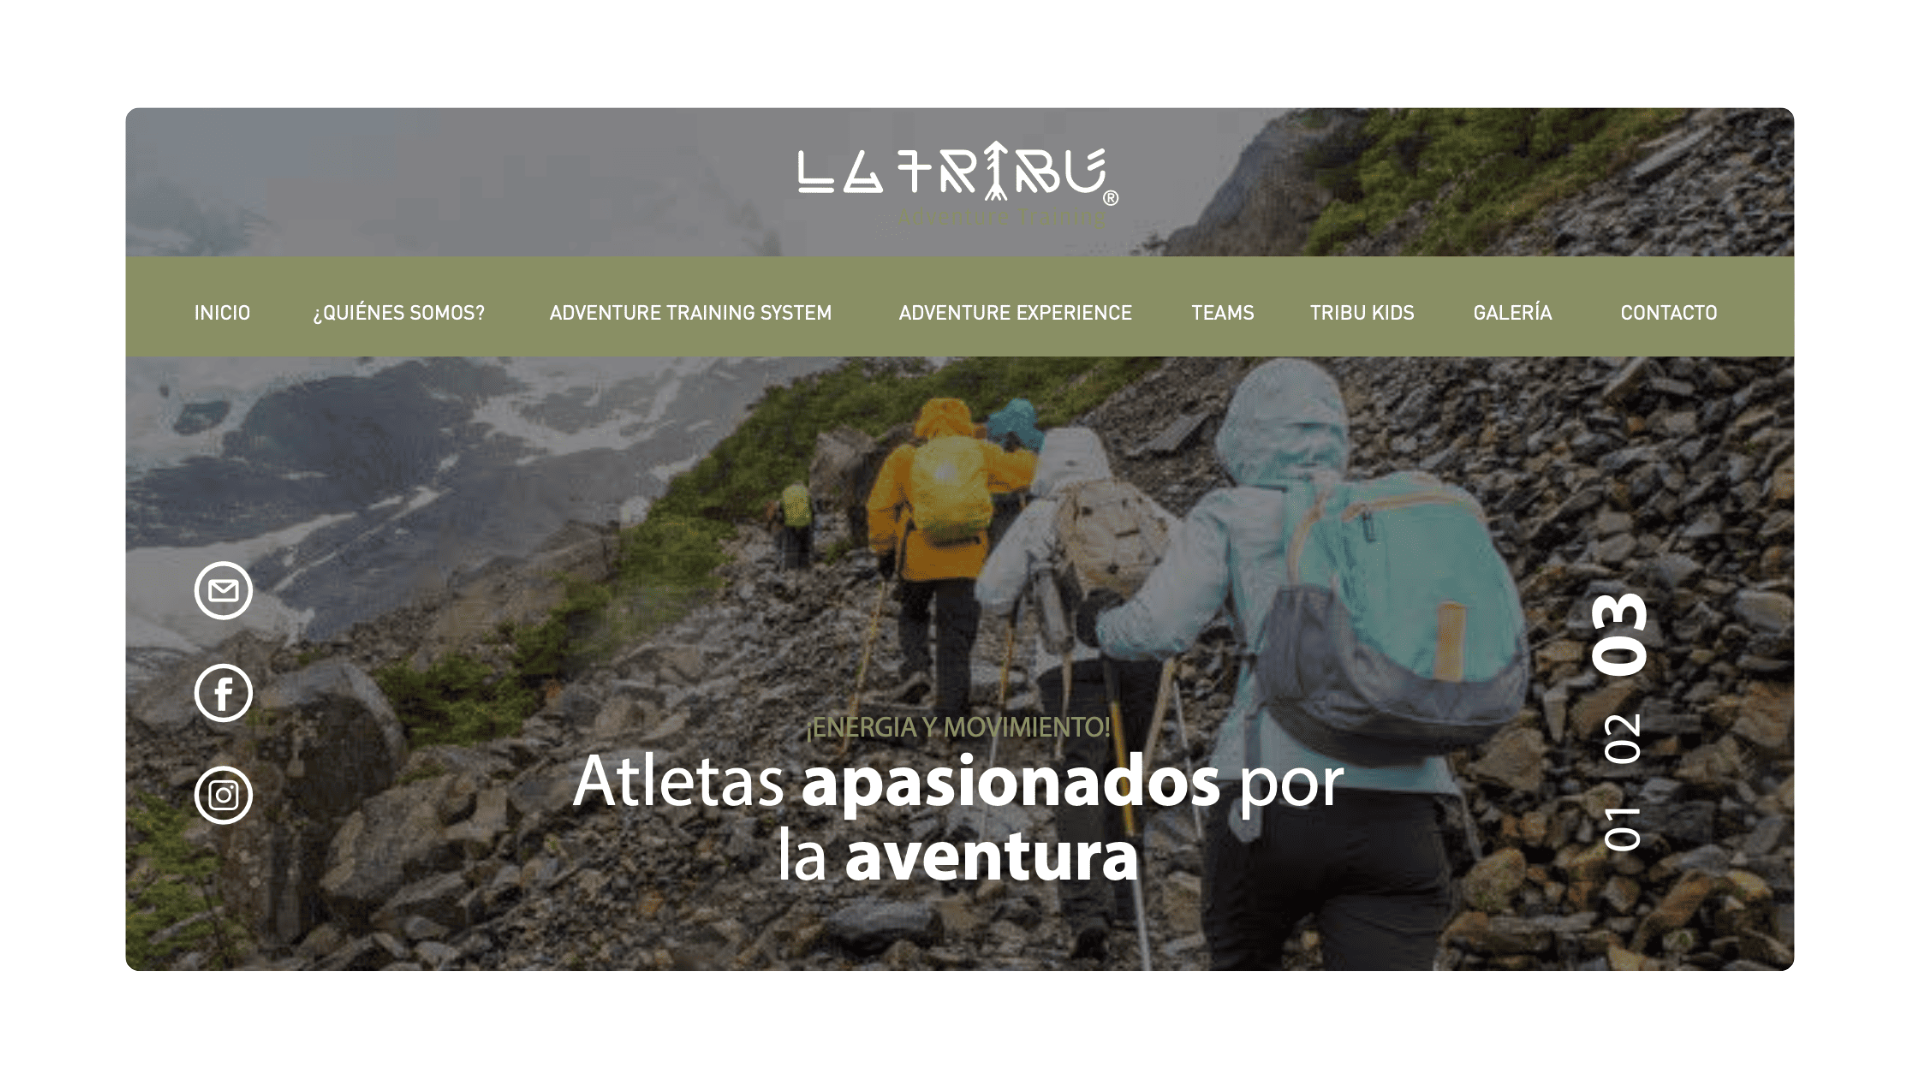 LA TRIBU®
Adventure Training
INICIO ¿QUIÉNES SOMOS? ADVENTURE TRAINING SYSTEM ADVENTURE EXPERIENCE TEAMS TRIBU KIDS GALERÍA CONTACTO
¡ENERGIA Y MOVIMIENTO!
Atletas apasionados por
la aventura
01 02 03